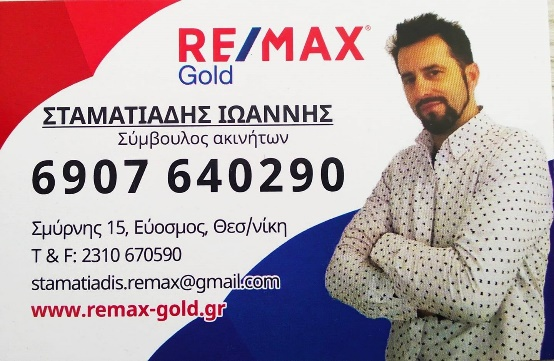 RE/MAX®
Gold
ΣΤΑΜΑΤΙΑΔΗΣ ΙΩΑΝΝΗΣ
Σύμβουλος ακινήτων
6907 640290
Σμύρνης 15, Εύοσμος, Θεσ/νίκη
T & F: 2310 670590
stamatiadis.remax@gmail.com
www.remax-gold.gr